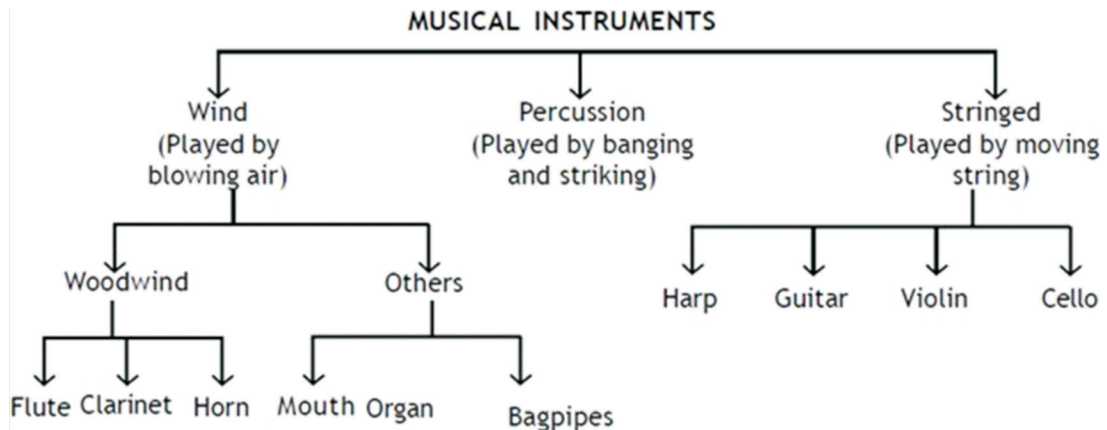 MUSICAL INSTRUMENTS
Wind
(Played by
blowing air)
Percussion
(Played by banging
and striking)
Stringed
(Played by moving
string)
Woodwind
Others
Harp
Guitar
Violin
Cello
Flute
Clarinet
Horn
Mouth Organ
Bagpipes